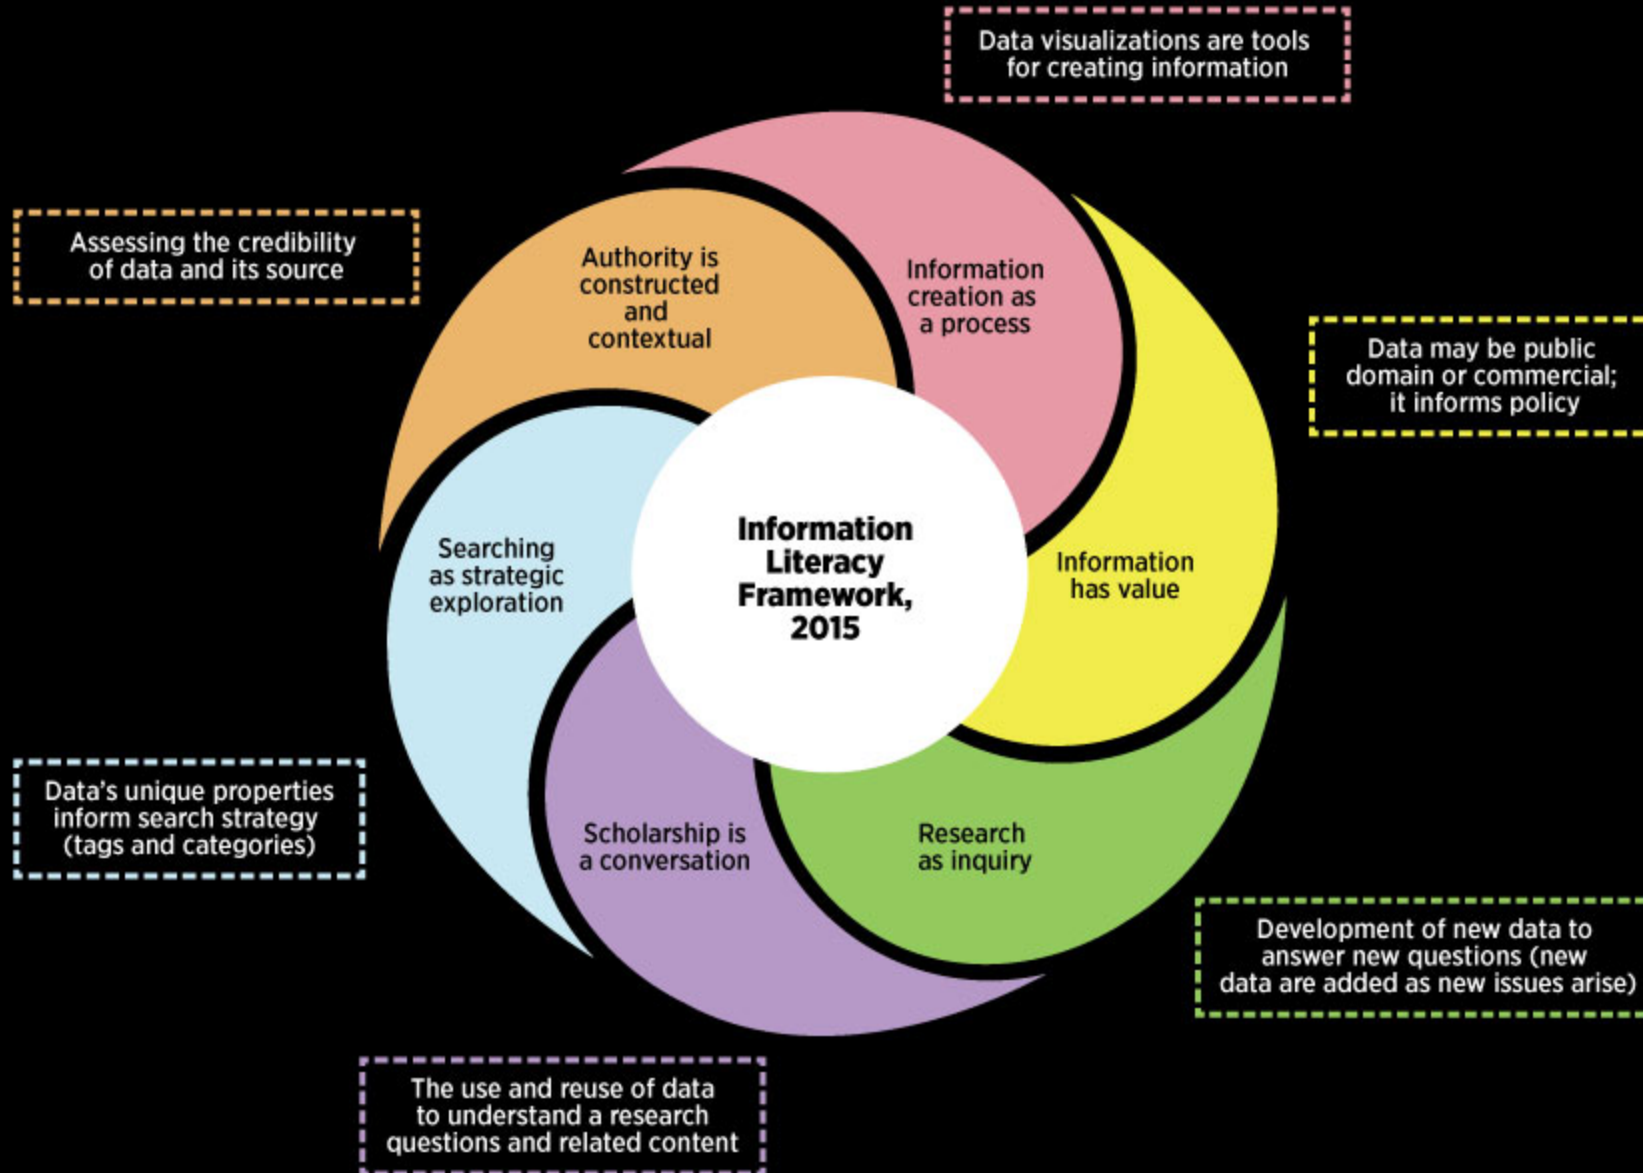 Data visualizations are tools
for creating information
Assessing the credibility
of data and its source
Authority is
constructed
and
contextual
Information
creation as
a process
Data may be public
domain or commercial;
it informs policy
Searching
as strategic
exploration
Information
Literacy
Framework,
2015
Information
has value
Data’s unique properties
inform search strategy
(tags and categories)
Scholarship is
a conversation
Research
as inquiry
Development of new data to
answer new questions (new
data are added as new issues arise)
The use and reuse of data
to understand a research
questions and related content